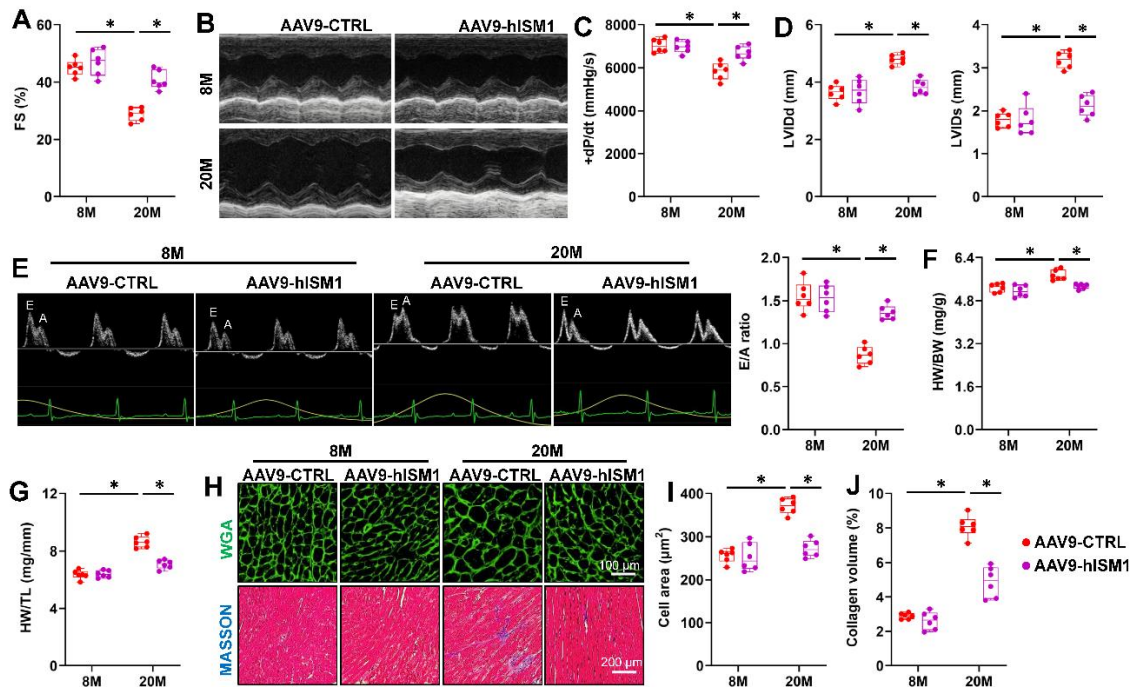 A
FS (%)
60
40
20
0
8M 20M
* *
B
AAV9-CTRL AAV9-hISM1
8M
20M
C
+dP/dt (mmHg/s)
8000
6000
4000
2000
0
8M 20M
* *
D
LVIDd (mm)
6
4
2
0
8M 20M
* *
LVIDs (mm)
4
3
2
1
0
8M 20M
* *
E
8M 20M
AAV9-CTRL AAV9-hISM1 AAV9-CTRL AAV9-hISM1
E A
E A
E A
E A
E/A ratio
2.0
1.5
1.0
0.5
0.0
8M 20M
* *
F
HW/BW (mg/g)
6.4
4.8
3.2
1.6
0.0
8M 20M
* *
G
HW/TL (mg/mm)
12
9
6
3
0
8M 20M
* *
H
8M 20M
AAV9-CTRL AAV9-hISM1 AAV9-CTRL AAV9-hISM1
WGA
100 μm
MASSON
200 μm
I
Cell area (μm²)
400
300
200
100
0
8M 20M
* *
J
Collagen volume (%)
10
8
6
4
2
0
8M 20M
* *
AAV9-CTRL
AAV9-hISM1